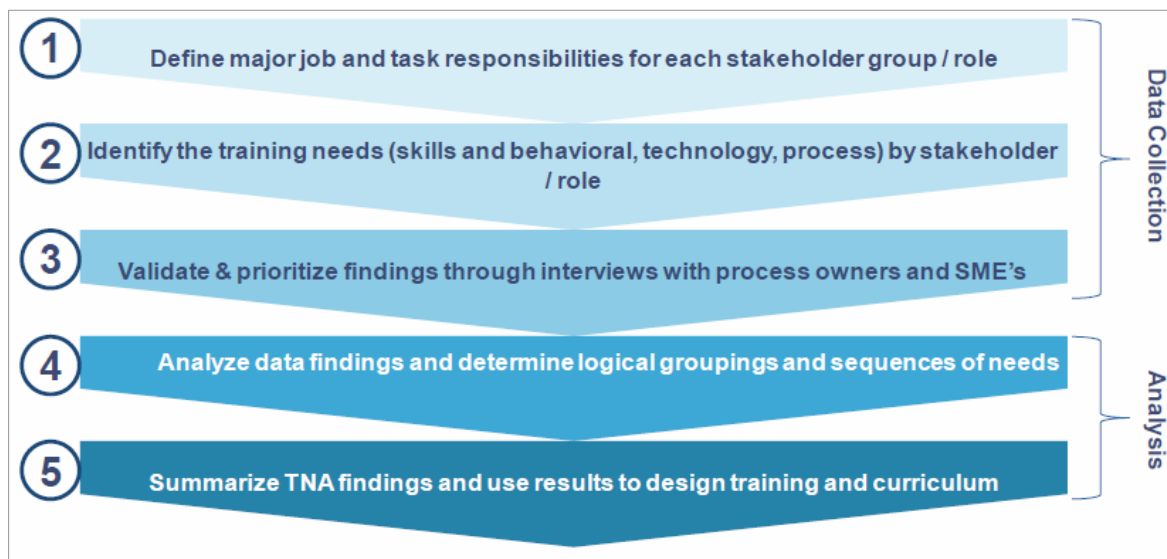 1
Define major job and task responsibilities for each stakeholder group / role
2
Identify the training needs (skills and behavioral, technology, process) by stakeholder
/ role
3
Validate & prioritize findings through interviews with process owners and SME’s
Data Collection
4
Analyze data findings and determine logical groupings and sequences of needs
5
Summarize TNA findings and use results to design training and curriculum
Analysis